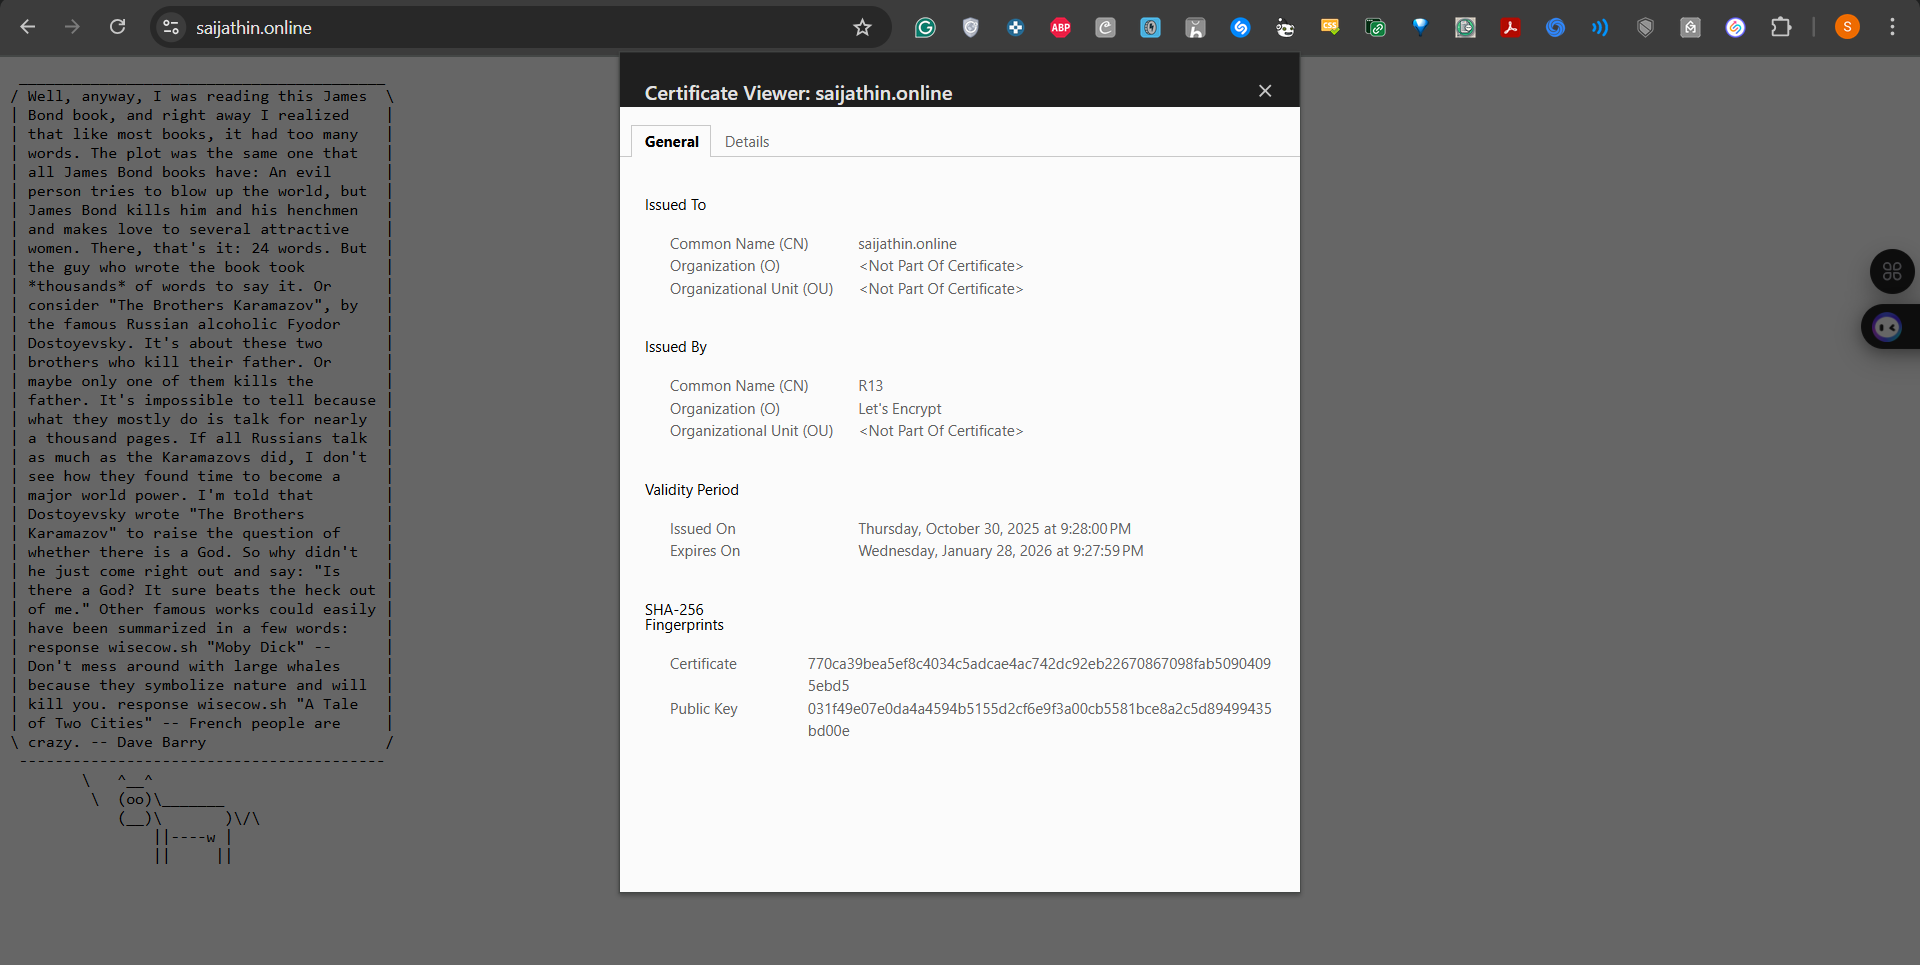 saijathin.online
ABP
CSS
S
 _________________________________________
/ Well, anyway, I was reading this James  \
| Bond book, and right away I realized    |
| that like most books, it had too many   |
| words. The plot was the same one that   |
| all James Bond books have: An evil      |
| person tries to blow up the world, but  |
| James Bond kills him and his henchmen   |
| and makes love to several attractive    |
| women. There, that's it: 24 words. But  |
| the guy who wrote the book took         |
| *thousands* of words to say it. Or      |
| consider "The Brothers Karamazov", by   |
| the famous Russian alcoholic Fyodor     |
| Dostoyevsky. It's about these two       |
| brothers who kill their father. Or      |
| maybe only one of them kills the        |
| father. It's impossible to tell because |
| what they mostly do is talk for nearly  |
| a thousand pages. If all Russians talk  |
| as much as the Karamazovs did, I don't  |
| see how they found time to become a     |
| major world power. I'm told that        |
| Dostoyevsky wrote "The Brothers         |
| Karamazov" to raise the question of     |
| whether there is a God. So why didn't   |
| he just come right out and say: "Is     |
| there a God? It sure beats the heck out |
| of me." Other famous works could easily |
| have been summarized in a few words:    |
| response wisecow.sh "Moby Dick" --      |
| Don't mess around with large whales     |
| because they symbolize nature and will  |
| kill you. response wisecow.sh "A Tale   |
| of Two Cities" -- French people are     |
\ crazy. -- Dave Barry                    /
 -----------------------------------------
        \   ^__^
         \  (oo)\_______
            (__)\       )\/\
                ||----w |
                ||     ||
Certificate Viewer: saijathin.online
General
Details
Issued To
Common Name (CN) saijathin.online
Organization (O) <Not Part Of Certificate>
Organizational Unit (OU) <Not Part Of Certificate>
Issued By
Common Name (CN) R13
Organization (O) Let's Encrypt
Organizational Unit (OU) <Not Part Of Certificate>
Validity Period
Issued On Thursday, October 30, 2025 at 9:28:00 PM
Expires On Wednesday, January 28, 2026 at 9:27:59 PM
SHA-256
Fingerprints
Certificate 770ca39bea5ef8c4034c5adcae4ac742dc92eb22670867098fab5090409
5ebd5
Public Key 031f49e07e0da4a4594b5155d2cf6e9f3a00cb5581bce8a2c5d89499435
bd00e